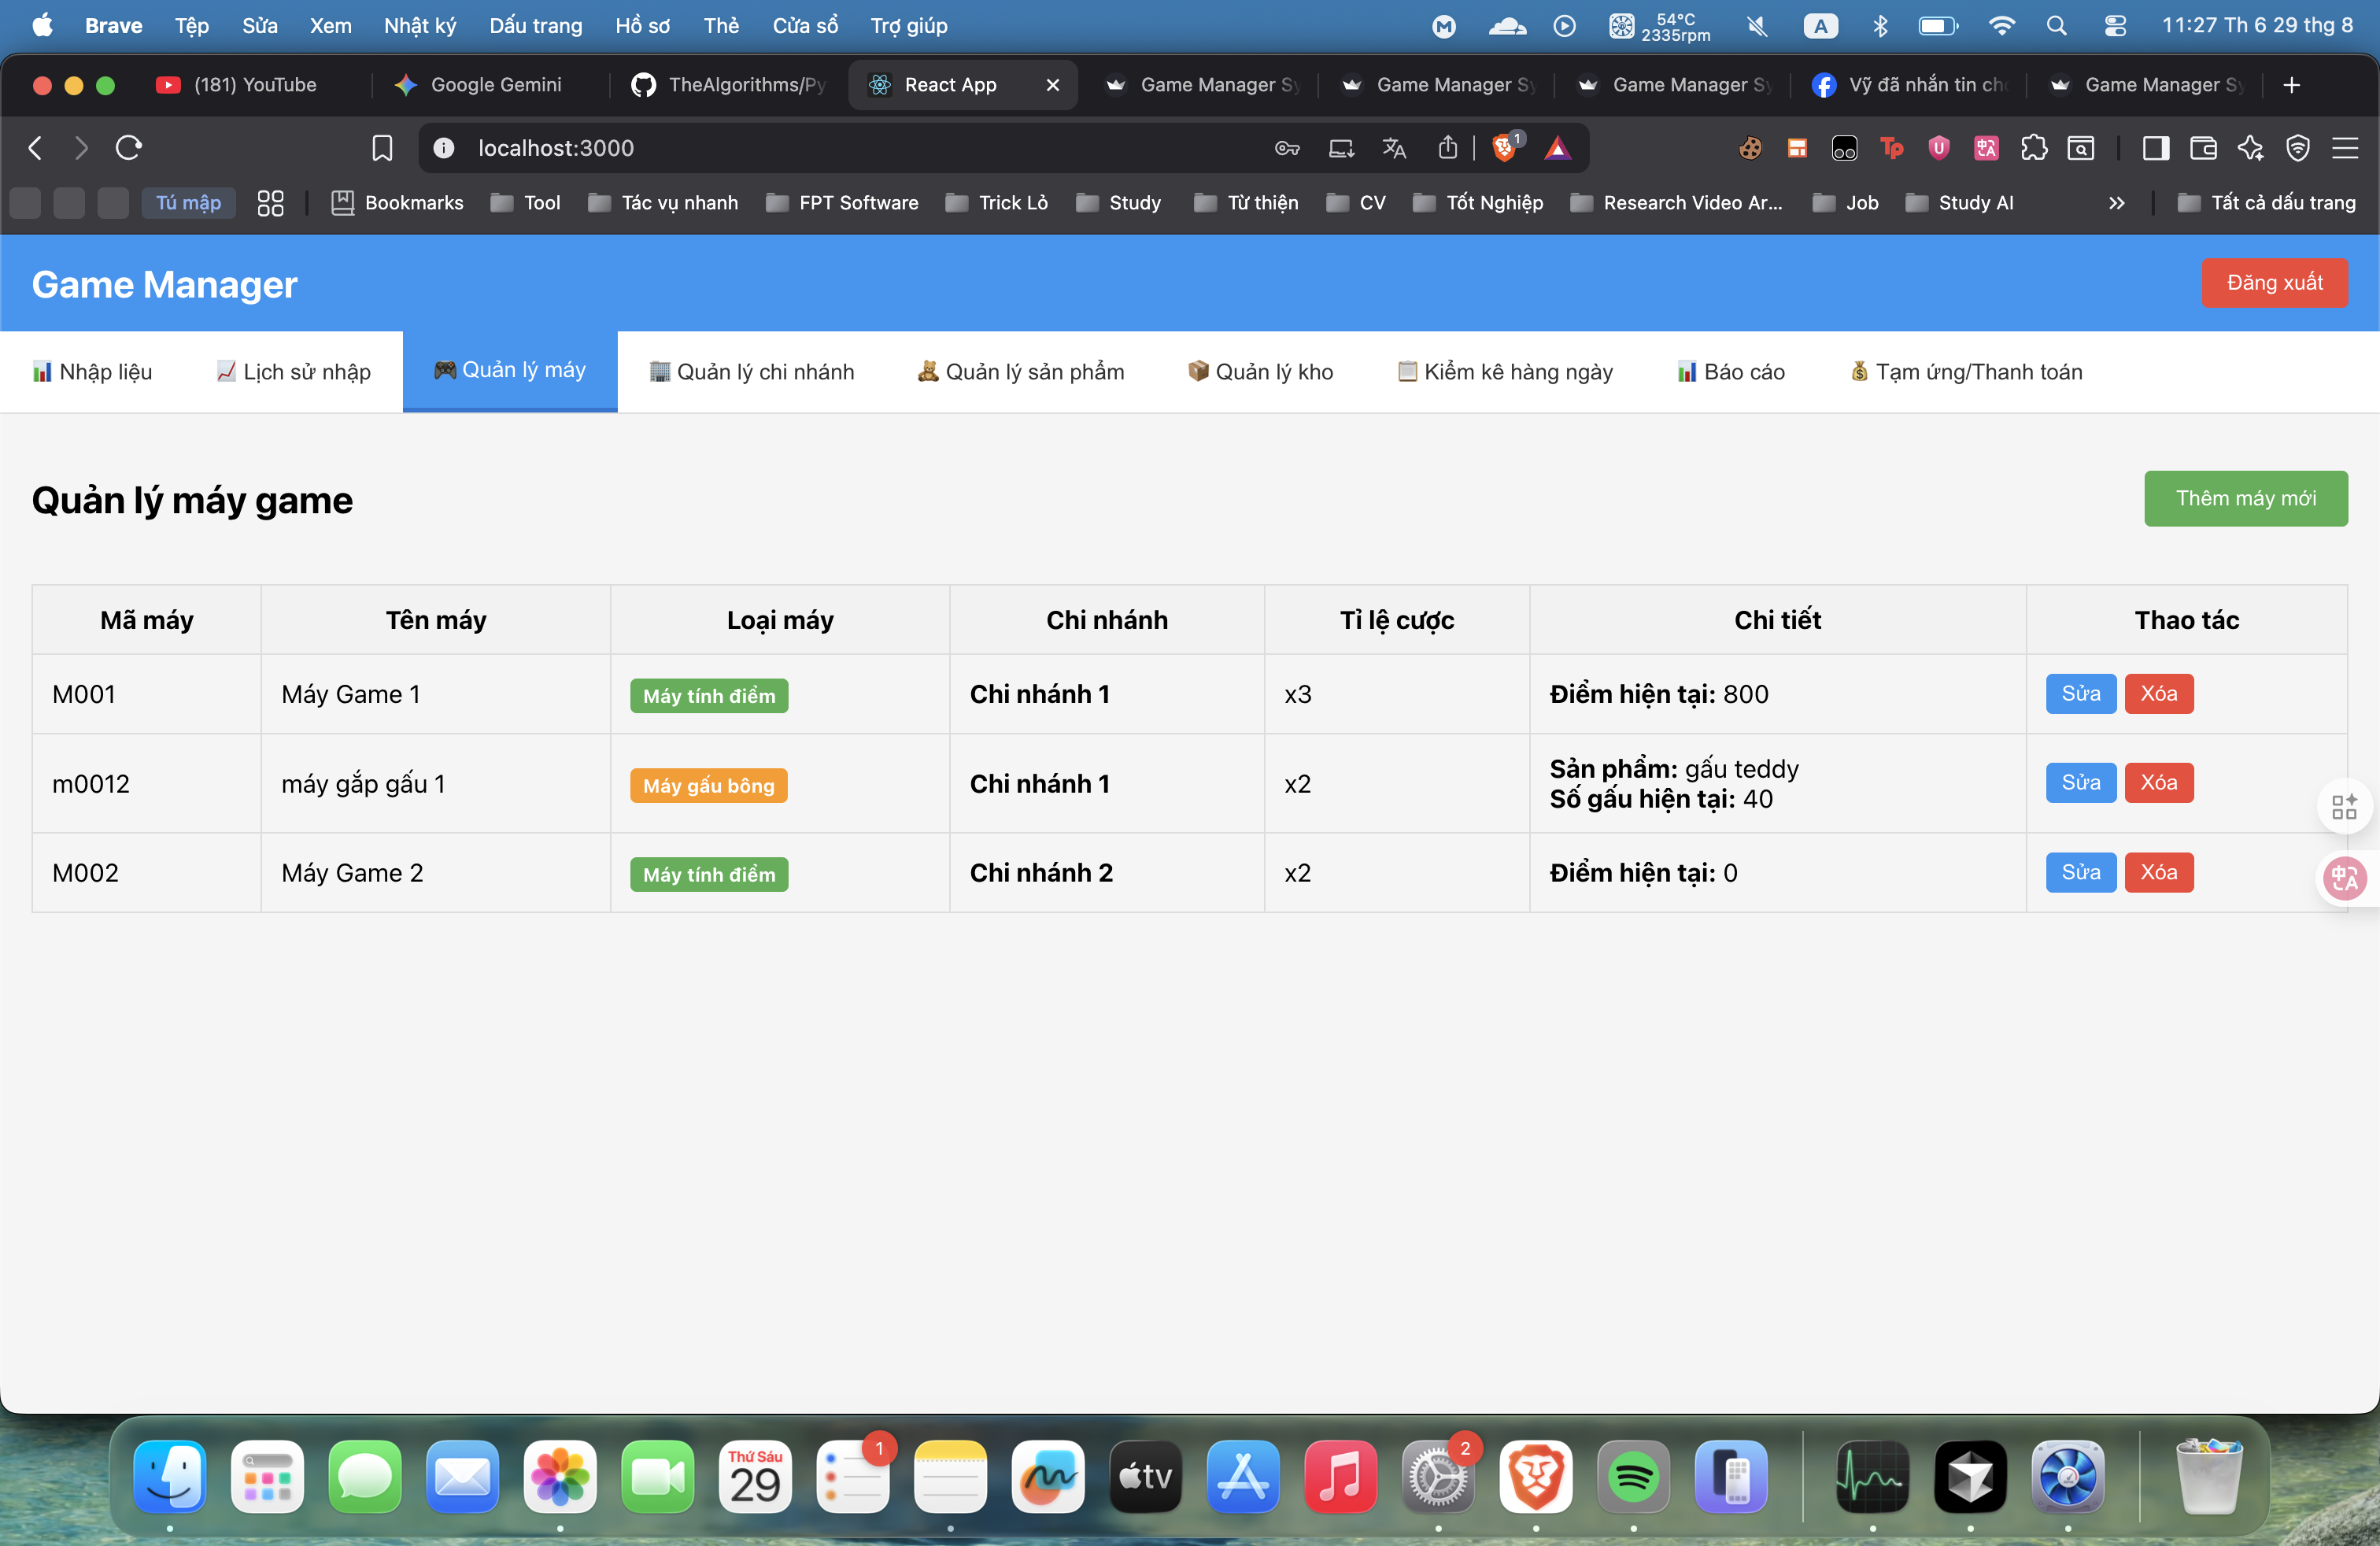 Brave Tệp Sửa Xem Nhật ký Dấu trang Hồ sơ Thẻ Cửa sổ Trợ giúp 54°C 2335rpm A 11:27 Th 6 29 thg 8
(181) YouTube Google Gemini TheAlgorithms/Py React App Game Manager Sy Game Manager Sy Game Manager Sy Vỹ đã nhắn tin cho Game Manager Sy
localhost:3000 1 Tp
Tú mập Bookmarks Tool Tác vụ nhanh FPT Software Trick Lỏ Study Từ thiện CV Tốt Nghiệp Research Video Ar... Job Study AI Tất cả dấu trang
Game Manager Đăng xuất
Nhập liệu Lịch sử nhập Quản lý máy Quản lý chi nhánh Quản lý sản phẩm Quản lý kho Kiểm kê hàng ngày Báo cáo Tạm ứng/Thanh toán
Quản lý máy game Thêm máy mới
Mã máy Tên máy Loại máy Chi nhánh Tỉ lệ cược Chi tiết Thao tác
M001 Máy Game 1 Máy tính điểm Chi nhánh 1 x3 Điểm hiện tại: 800 Sửa Xóa
m0012 máy gắp gấu 1 Máy gấu bông Chi nhánh 1 x2 Sản phẩm: gấu teddy
Số gấu hiện tại: 40 Sửa Xóa
M002 Máy Game 2 Máy tính điểm Chi nhánh 2 x2 Điểm hiện tại: 0 Sửa Xóa
Thứ Sáu
29 1 tv 2